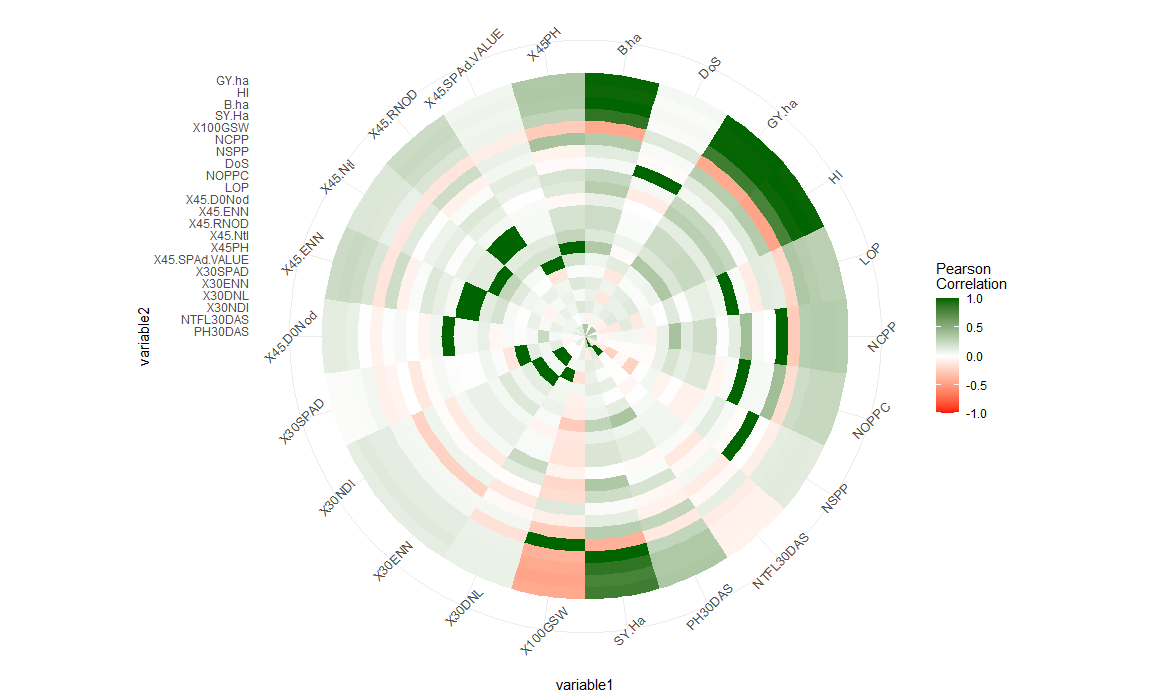 X45PH
B.ha
DoS
GY.ha
HI
LOP
NCPP
NOPPC
NSPP
NTFL30DAS
PH30DAS
SY.Ha
X100GSW
X30DNL
X30ENN
X30NDI
X30SPAD
X45.D0Nod
X45.ENN
X45.Ntl
X45.RNOD
X45.SPAd.VALUE
GY.ha
HI
B.ha
SY.Ha
X100GSW
NCPP
NSPP
DoS
NOPPC
LOP
X45.D0Nod
X45.ENN
X45.RNOD
X45.Ntl
X45PH
X45.SPAd.VALUE
X30SPAD
X30ENN
X30DNL
X30NDI
NTFL30DAS
PH30DAS
variable2
variable1
Pearson
Correlation
1.0
0.5
0.0
-0.5
-1.0